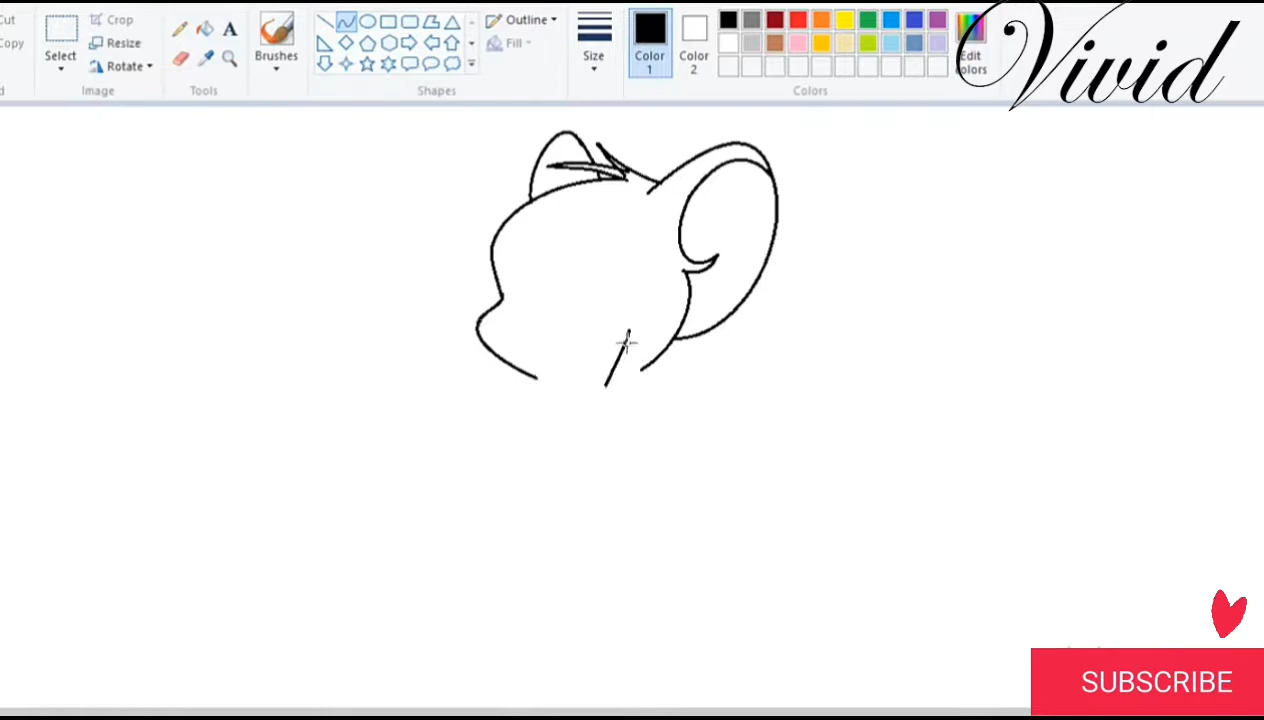 Cut
Copy
Select
Crop
Resize
Rotate
Image
A
Tools
Brushes
Outline
Fill
Shapes
Size
Color
1
Color
2
Edit
colors
Colors
Vivid
SUBSCRIBE